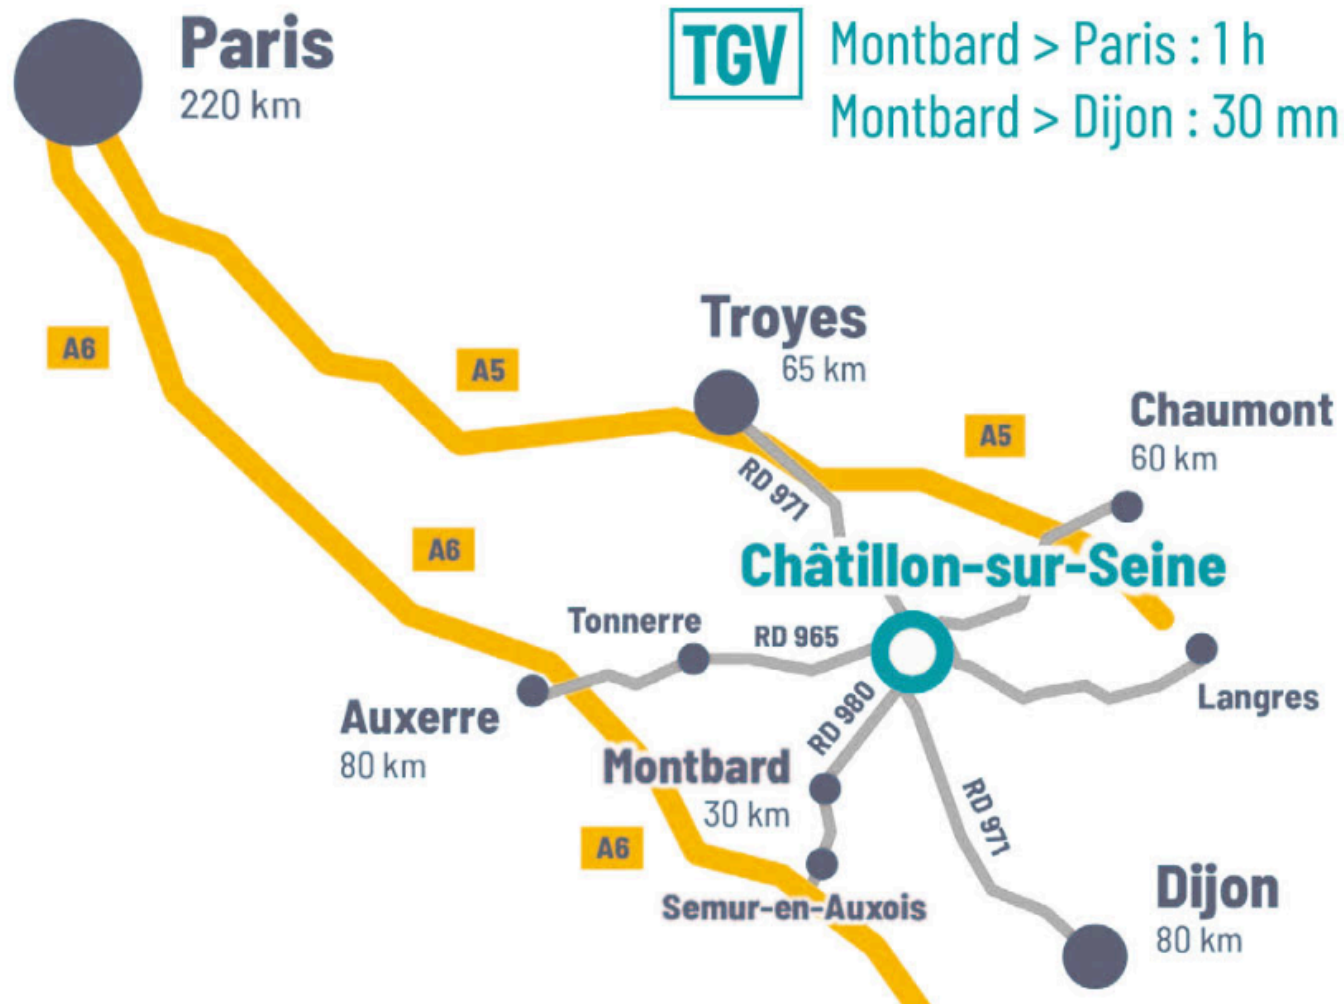 Paris
220 km
TGV
Montbard > Paris : 1 h
Montbard > Dijon : 30 mn
A6
A5
Troyes
65 km
RD 971
A5
Chaumont
60 km
A6
Châtillon-sur-Seine
Tonnerre
RD 965
Auxerre
80 km
Langres
RD 980
Montbard
30 km
RD 971
A6
Semur-en-Auxois
Dijon
80 km